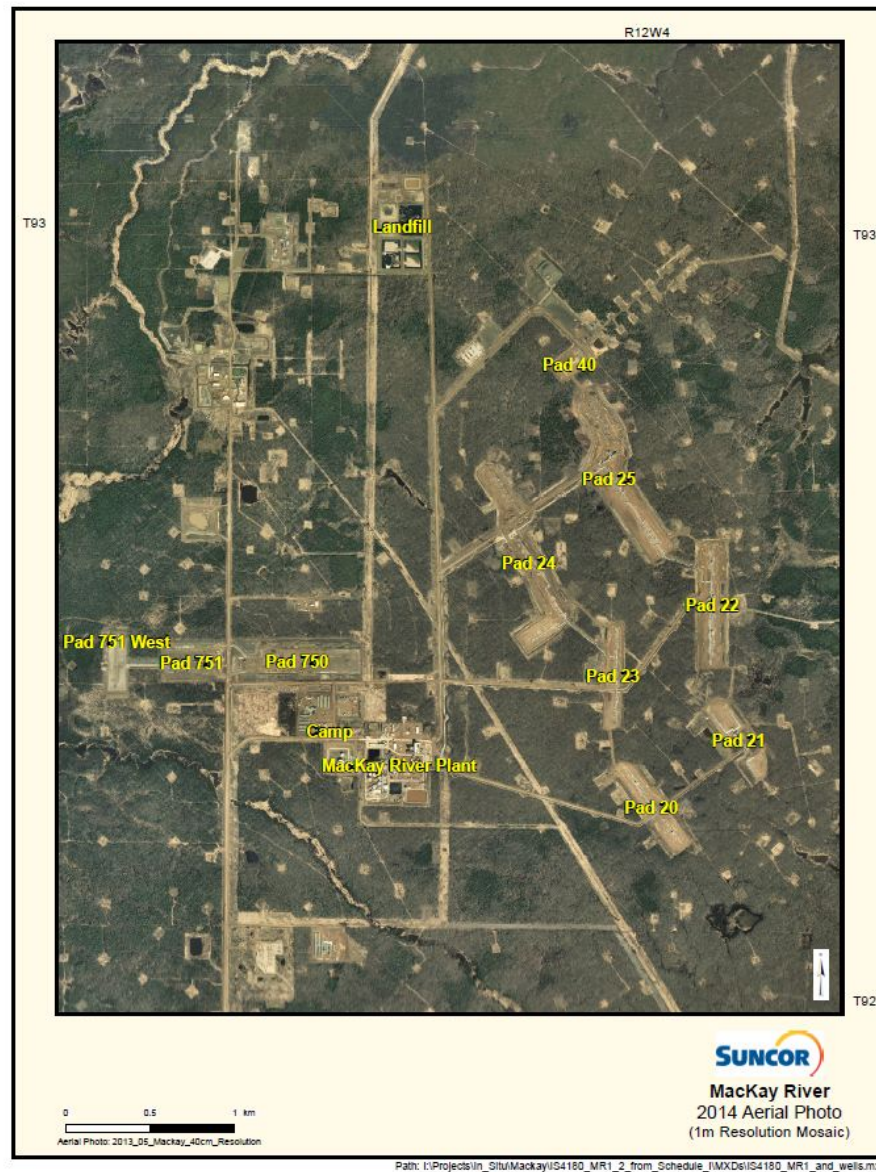 R12W4
T93
T93
Landfill
Pad 40
Pad 25
Pad 24
Pad 22
Pad 751 West
Pad 751
Pad 750
Pad 23
Camp
Pad 21
MacKay River Plant
Pad 20
T92
SUNCOR
MacKay River
2014 Aerial Photo
(1m Resolution Mosaic)
0 0.5 1 km
Aerial Photo: 2013_05_Mackay_40cm_Resolution
Path: I:\Projects\In_Situ\Mackay\IS4180_MR1_2_from_Schedule_I\MXDs\IS4180_MR1_and_wells.m